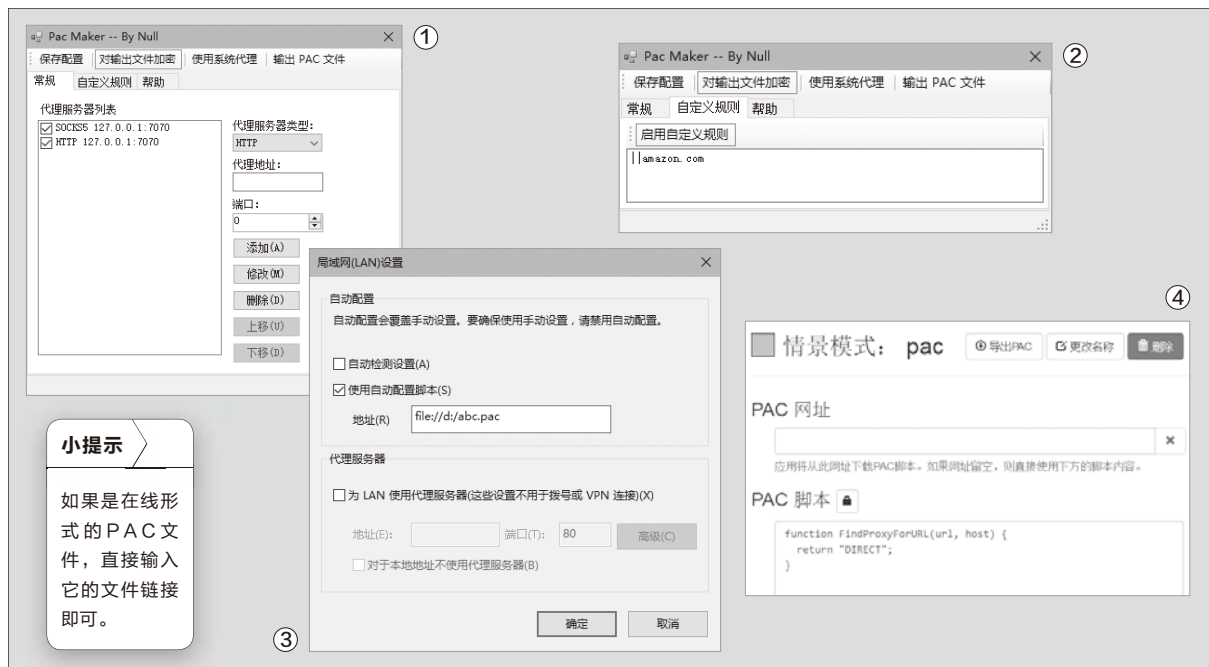 Pac Maker -- By Null
①
保存配置 对输出文件加密 使用系统代理 输出 PAC 文件
常规 自定义规则 帮助
代理服务器列表
SOCKS5 127.0.0.1:7070
HTTP 127.0.0.1:7070
代理服务器类型:
HTTP
代理地址:
端口:
0
添加(A)
修改(M)
删除(D)
上移(U)
下移(D)
Pac Maker -- By Null
②
保存配置 对输出文件加密 使用系统代理 输出 PAC 文件
常规 自定义规则 帮助
启用自定义规则
||amazon.com
局域网(LAN)设置
自动配置
自动配置会覆盖手动设置。要确保使用手动设置，请禁用自动配置。
自动检测设置(A)
使用自动配置脚本(S)
地址(R) file://d:/abc.pac
代理服务器
为 LAN 使用代理服务器(这些设置不用于拨号或 VPN 连接)(X)
地址(E): 端口(T): 80 高级(C)
对于本地地址不使用代理服务器(B)
确定 取消
③
④
情景模式： pac 导出PAC 更改名称 删除
PAC 网址
应用将从此网址下载PAC脚本。如果网址留空，则直接使用下方的脚本内容。
PAC 脚本
function FindProxyForURL(url, host) {
return "DIRECT";
}
小提示
如果是在线形
式的PAC文
件，直接输入
它的文件链接
即可。